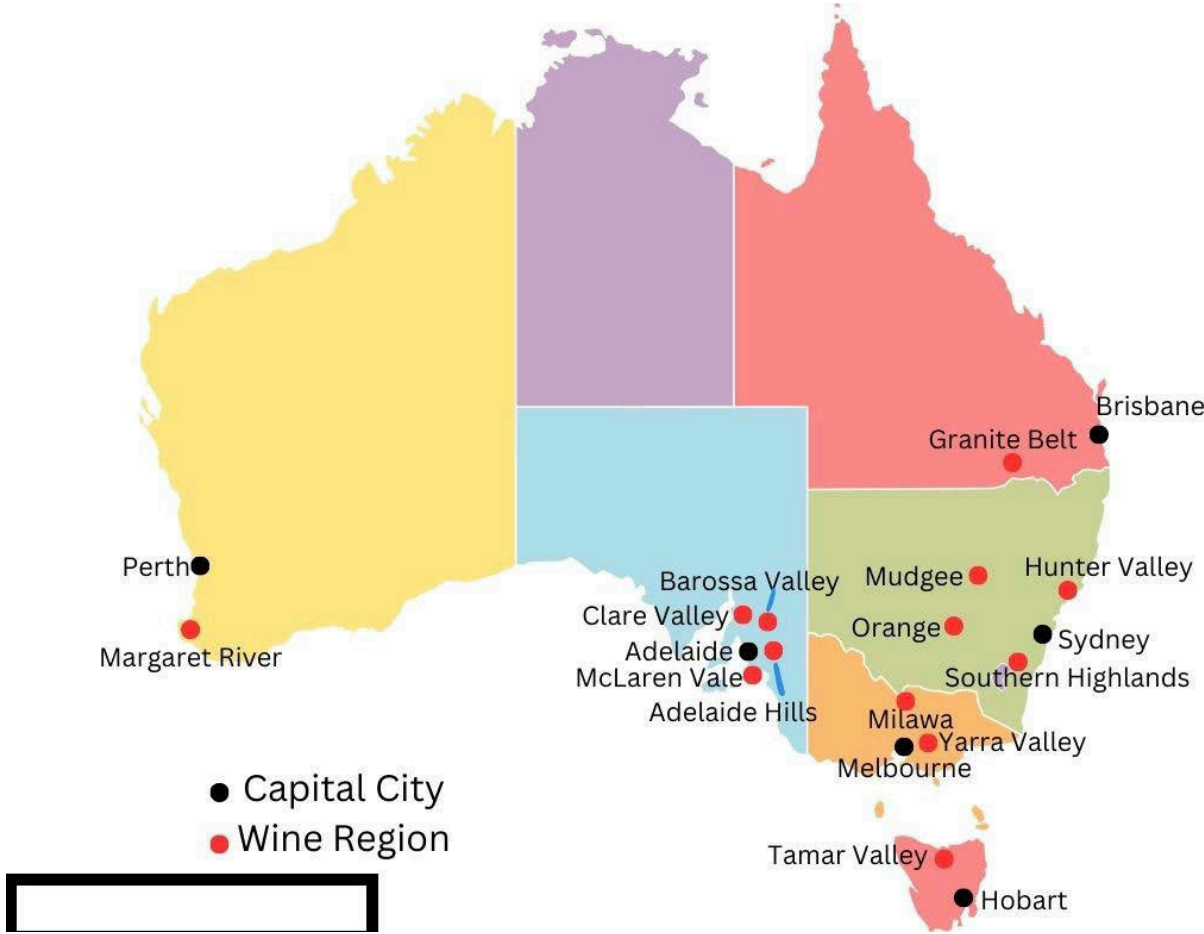 Brisbane
Granite Belt
Perth
Margaret River
Barossa Valley
Clare Valley
Adelaide
McLaren Vale
Adelaide Hills
Mudgee
Hunter Valley
Orange
Sydney
Southern Highlands
Milawa
Yarra Valley
Melbourne
Capital City
Wine Region
Tamar Valley
Hobart